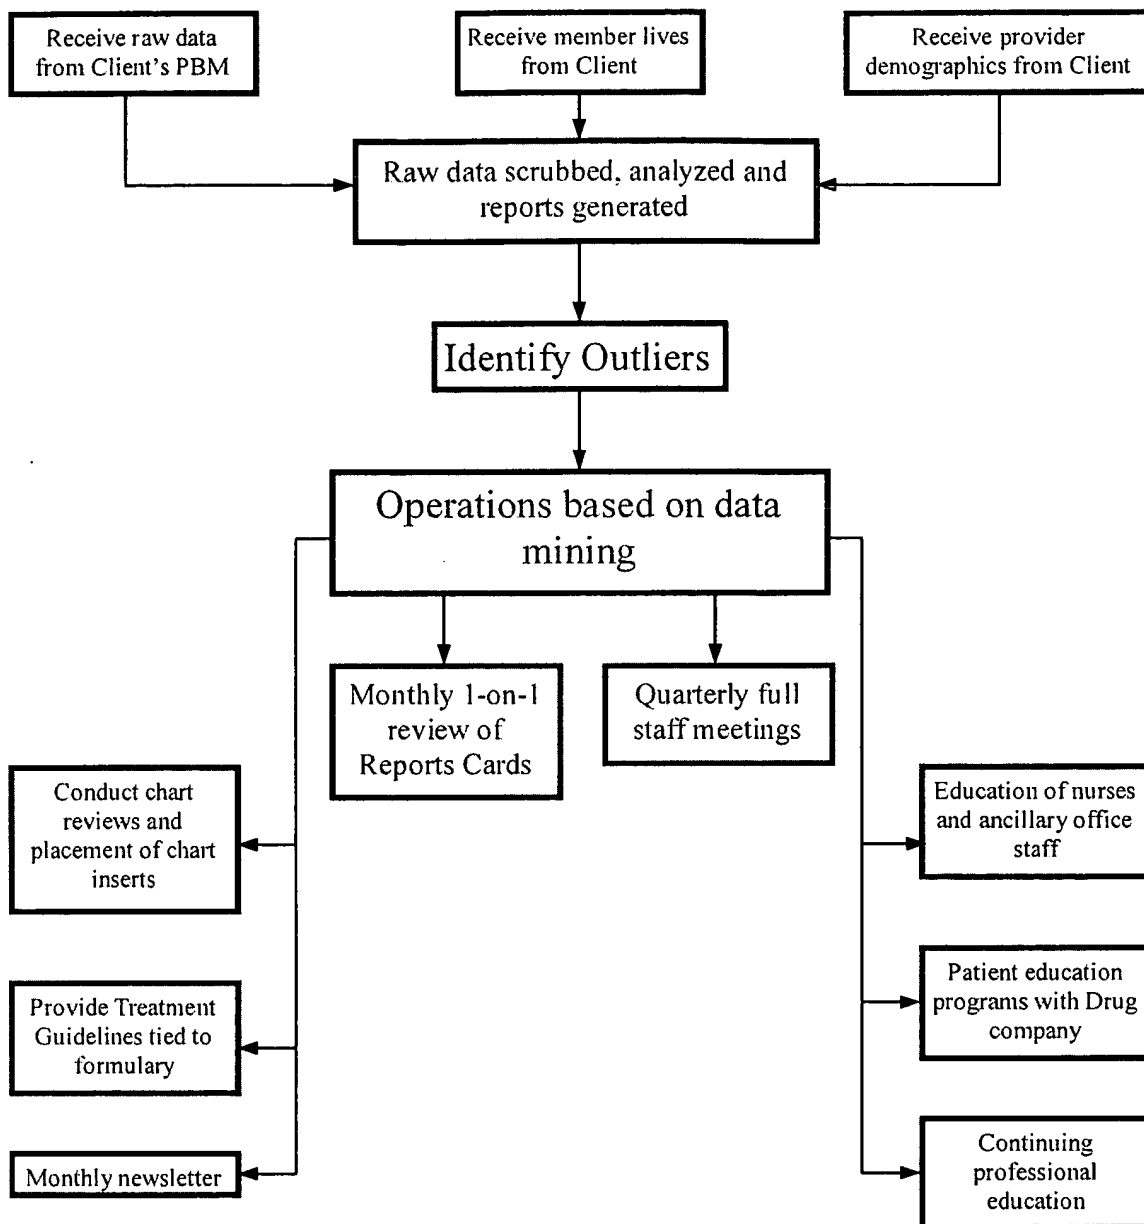 Receive raw data
from Client's PBM
Receive member lives
from Client
Receive provider
demographics from Client
Raw data scrubbed, analyzed and
reports generated
Identify Outliers
Operations based on data
mining
Monthly 1-on-1
review of
Reports Cards
Quarterly full
staff meetings
Conduct chart
reviews and
placement of chart
inserts
Education of nurses
and ancillary office
staff
Provide Treatment
Guidelines tied to
formulary
Patient education
programs with Drug
company
Monthly newsletter
Continuing
professional
education